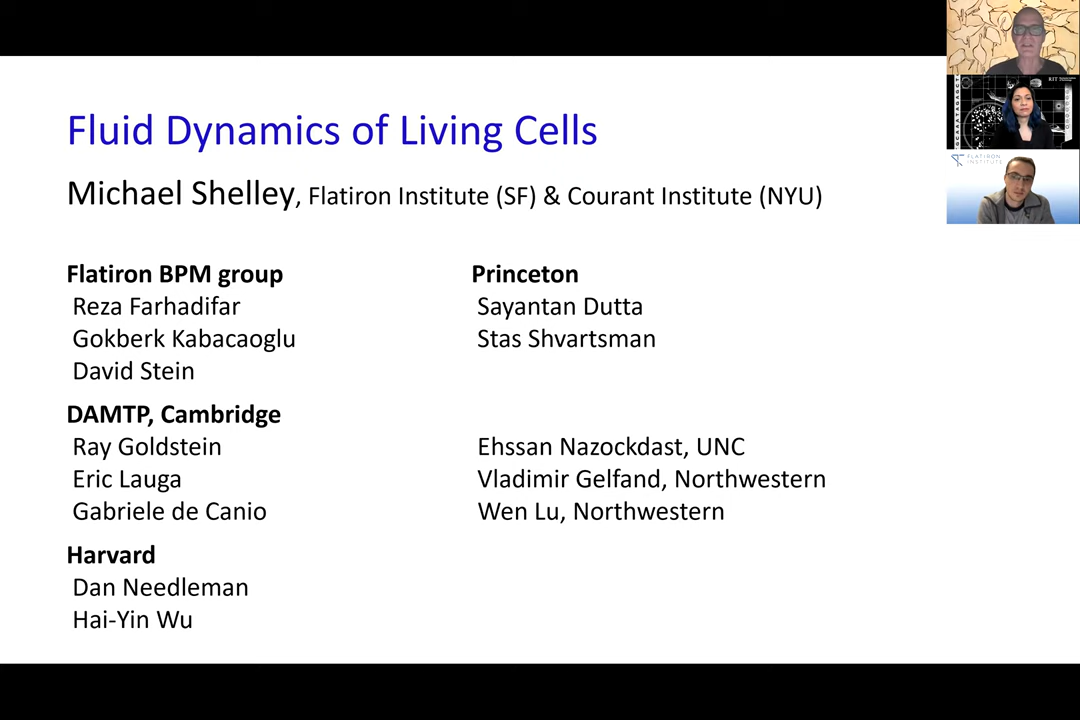 Fluid Dynamics of Living Cells
Michael Shelley, Flatiron Institute (SF) & Courant Institute (NYU)
Flatiron BPM group
Reza Farhadifar
Gokberk Kabacaoglu
David Stein
Princeton
Sayantan Dutta
Stas Shvartsman
DAMTP, Cambridge
Ray Goldstein
Eric Lauga
Gabriele de Canio
Ehssan Nazockdast, UNC
Vladimir Gelfand, Northwestern
Wen Lu, Northwestern
Harvard
Dan Needleman
Hai-Yin Wu
RIT
FLATIRON
INSTITUTE